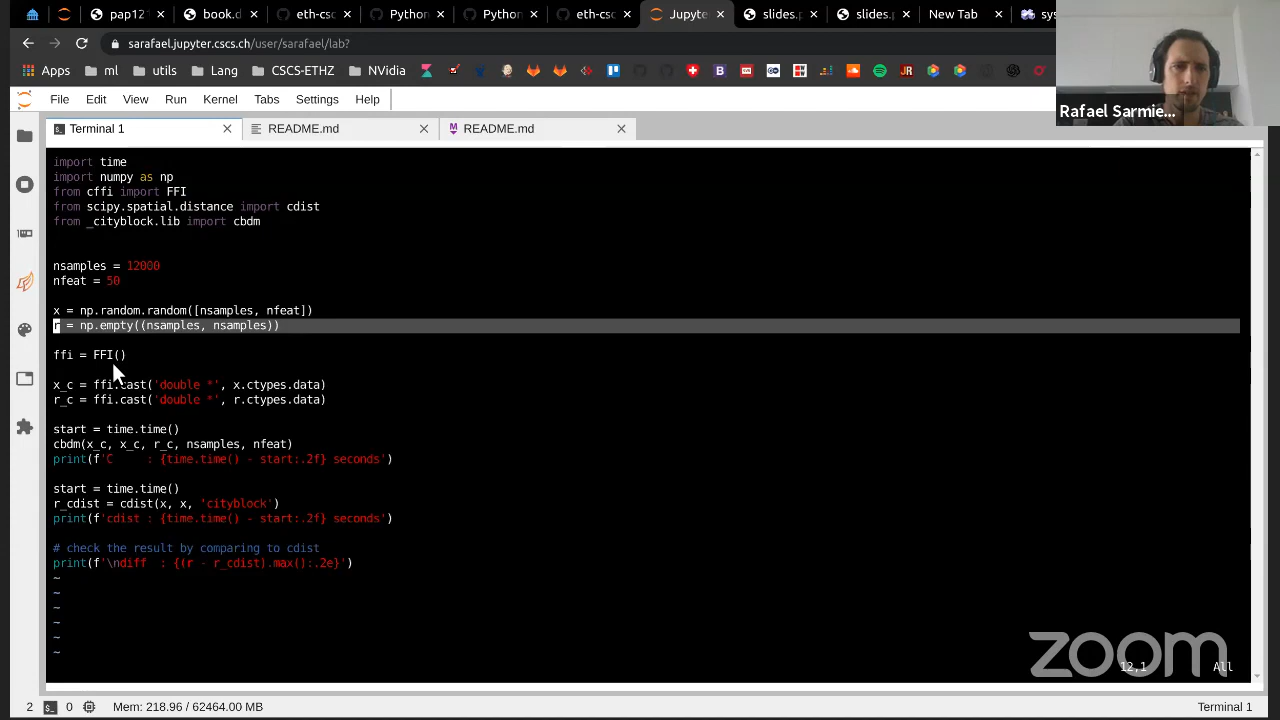 pap12
book.d
eth-csc
Python
Python
eth-csc
Jupyte
slides.p
slides.p
New Tab
sys
sarafael.jupyter.cscs.ch/user/sarafael/lab?
Apps
ml
utils
Lang
CSCS-ETHZ
NVidia
Rafael Sarmie...
File Edit View Run Kernel Tabs Settings Help
Terminal 1
README.md
README.md
import time
import numpy as np
from cffi import FFI
from scipy.spatial.distance import cdist
from _cityblock.lib import cbdm
nsamples = 12000
nfeat = 50
x = np.random.random([nsamples, nfeat])
r = np.empty((nsamples, nsamples))
ffi = FFI()
x_c = ffi.cast('double *', x.ctypes.data)
r_c = ffi.cast('double *', r.ctypes.data)
start = time.time()
cbdm(x_c, x_c, r_c, nsamples, nfeat)
print(f'C     : {time.time() - start:.2f} seconds')
start = time.time()
r_cdist = cdist(x, x, 'cityblock')
print(f'cdist : {time.time() - start:.2f} seconds')
# check the result by comparing to cdist
print(f'\ndiff  : {(r - r_cdist).max():.2e}')
~
~
~
~
~
~
zoom
12,1 All
2 0 Mem: 218.96 / 62464.00 MB
Terminal 1